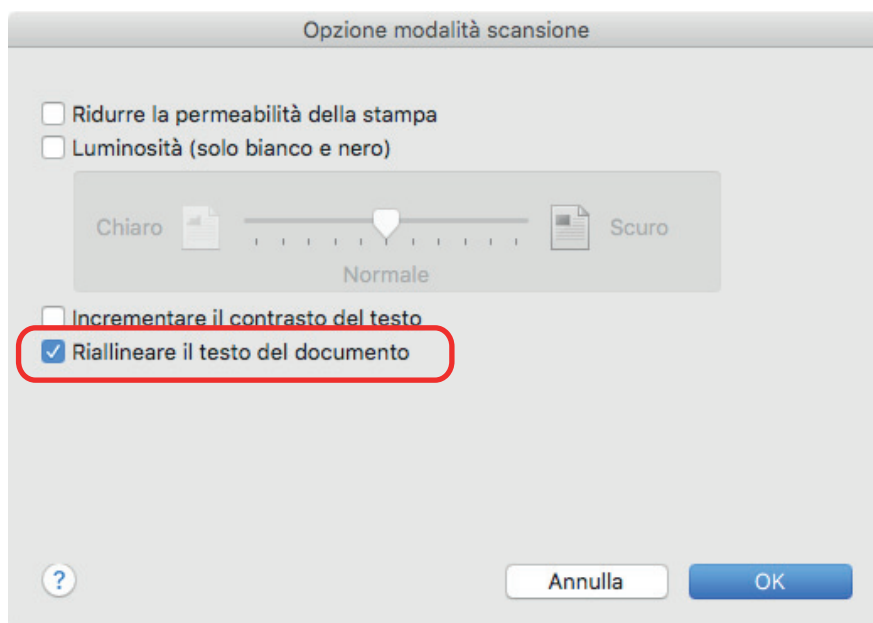 Opzione modalità scansione
Ridurre la permeabilità della stampa
Luminosità (solo bianco e nero)
Chiaro Scuro
Normale
Incrementare il contrasto del testo
Riallineare il testo del documento
? Annulla OK